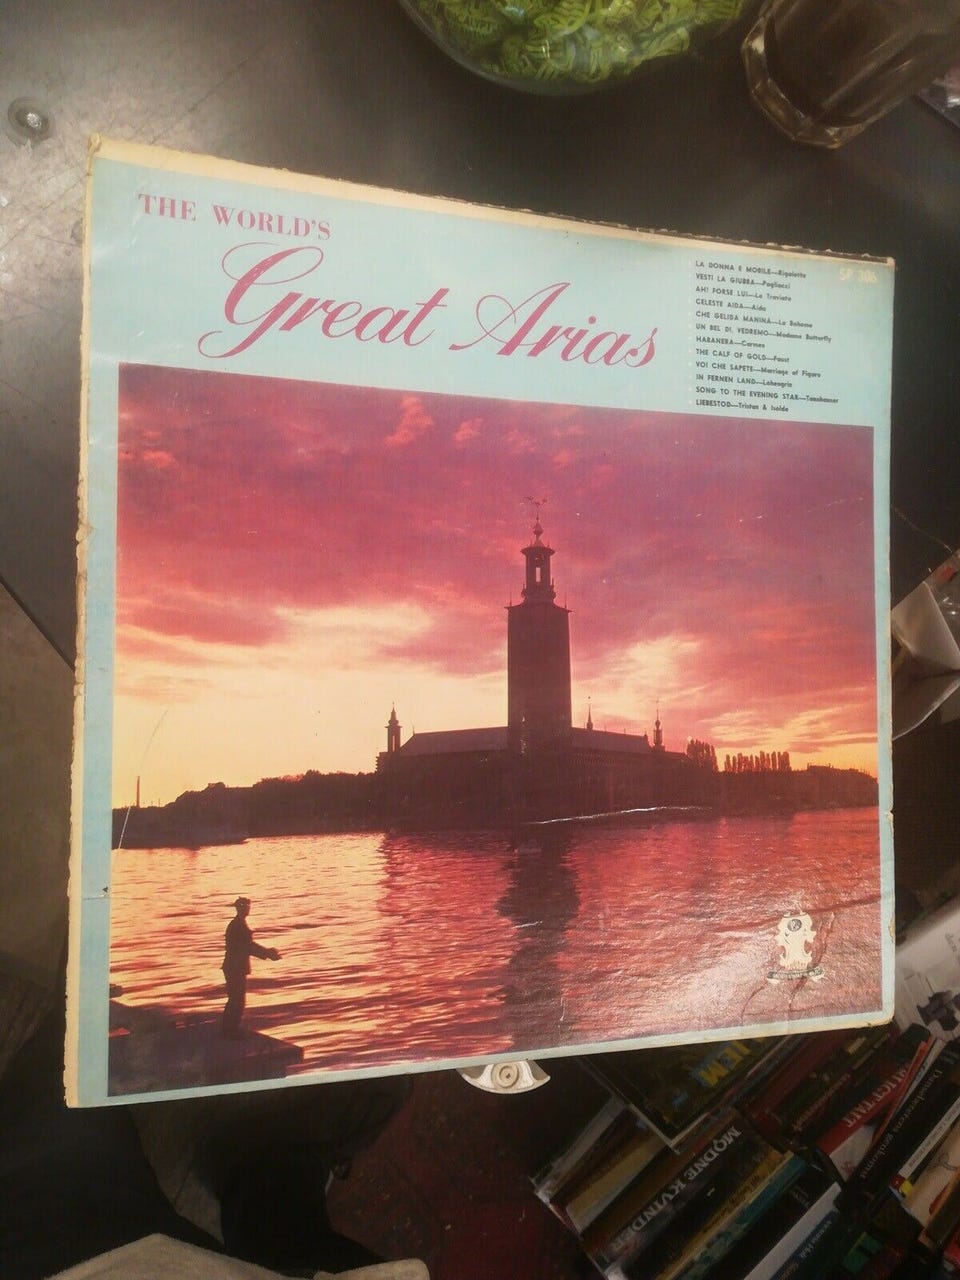 THE WORLD'S
Great Arias
SP 306
LA DONNA E MOBILE—Rigoletto
VESTI LA GIUBBA—Pagliacci
AH! FORSE LUI—La Traviata
CELESTE AIDA—Aida
CHE GELIDA MANINA—La Boheme
UN BEL DI, VEDREMO—Madame Butterfly
HABANERA—Carmen
THE CALF OF GOLD—Faust
VOI CHE SAPETE—Marriage of Figaro
IN FERNEN LAND—Lohengrin
SONG TO THE EVENING STAR—Tannhauser
LIEBESTOD—Tristan & Isolde
MODNE KVINDER